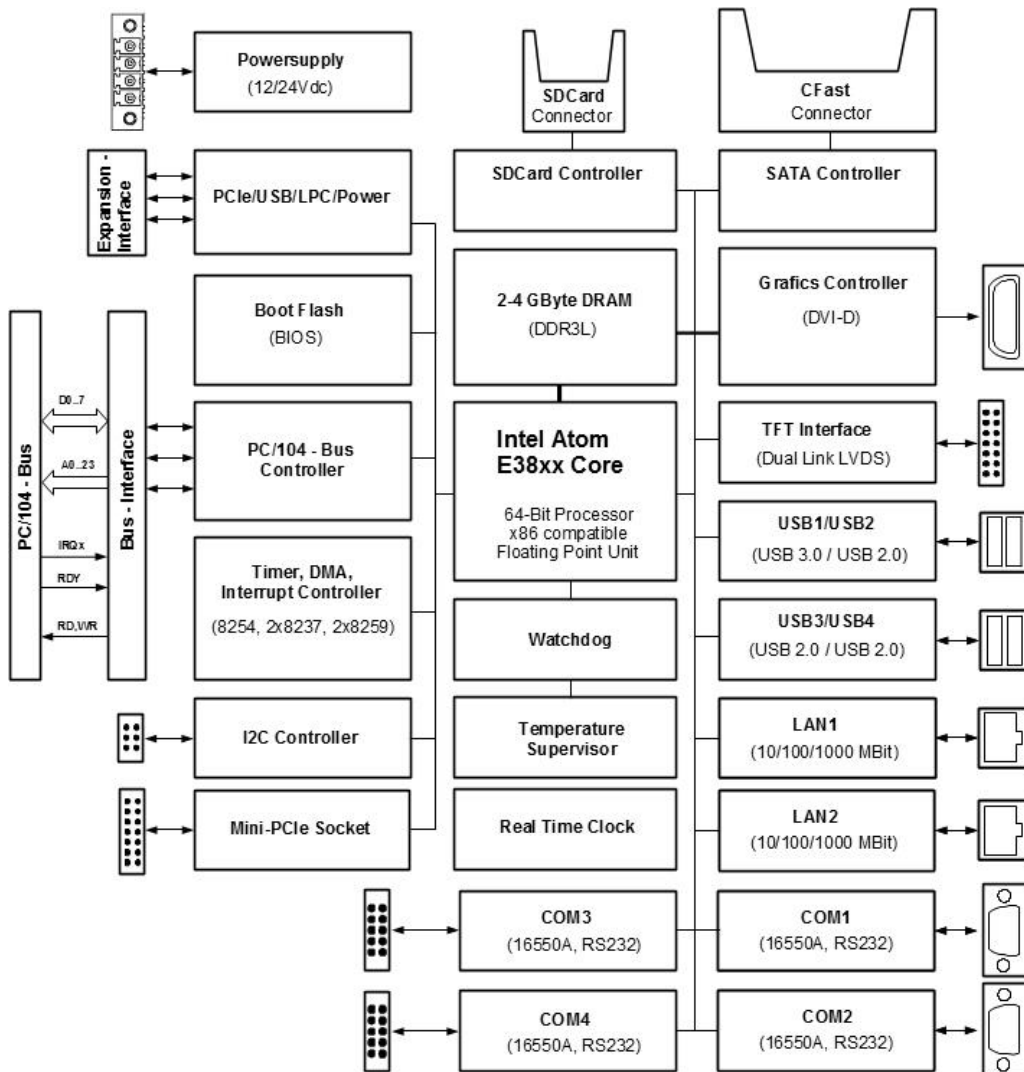 Powersupply
(12/24Vdc)
SDCard
Connector
CFast
Connector
Expansion -
Interface
PCIe/USB/LPC/Power
SDCard Controller
SATA Controller
Boot Flash
(BIOS)
2-4 GByte DRAM
(DDR3L)
Grafics Controller
(DVI-D)
PC/104 - Bus
D0..7
A0..23
IRQx
RDY
RD,WR
Bus - Interface
PC/104 - Bus
Controller
Intel Atom
E38xx Core
64-Bit Processor
x86 compatible
Floating Point Unit
TFT Interface
(Dual Link LVDS)
USB1/USB2
(USB 3.0 / USB 2.0)
Timer, DMA,
Interrupt Controller
(8254, 2x8237, 2x8259)
Watchdog
USB3/USB4
(USB 2.0 / USB 2.0)
I2C Controller
Temperature
Supervisor
LAN1
(10/100/1000 MBit)
Mini-PCIe Socket
Real Time Clock
LAN2
(10/100/1000 MBit)
COM3
(16550A, RS232)
COM1
(16550A, RS232)
COM4
(16550A, RS232)
COM2
(16550A, RS232)